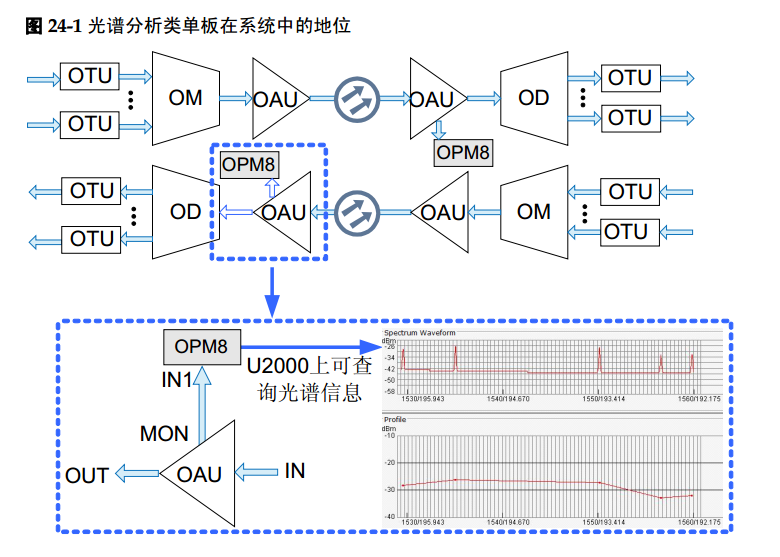 图 24-1 光谱分析类单板在系统中的地位
OTU
OTU
OM
OAU
OAU
OPM8
OD
OTU
OTU
OTU
OTU
OD
OPM8
OAU
OAU
OM
OTU
OTU
OPM8
IN1
MON
OAU
OUT
IN
U2000上可查
询光谱信息
Spectrum Waveform
dBm
-26
-34
-42
-50
-58
1530/195.943 1540/194.670 1550/193.414 1560/192.175
Profile
dBm
-10
-20
-30
-40
1530/195.943 1540/194.670 1550/193.414 1560/192.175